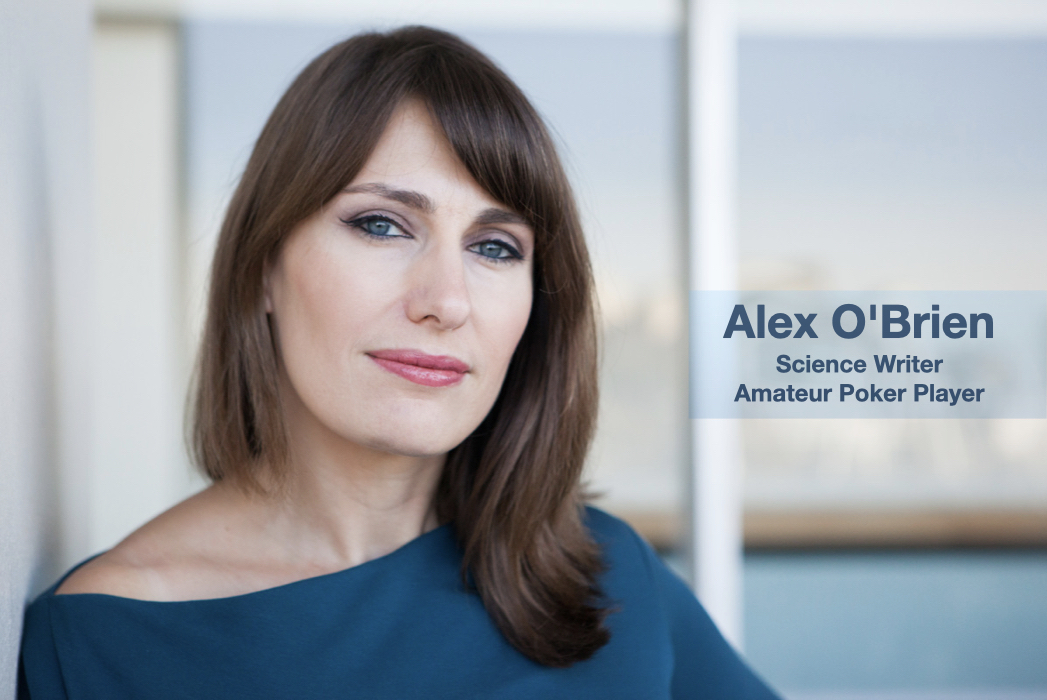 Alex O'Brien
Science Writer
Amateur Poker Player